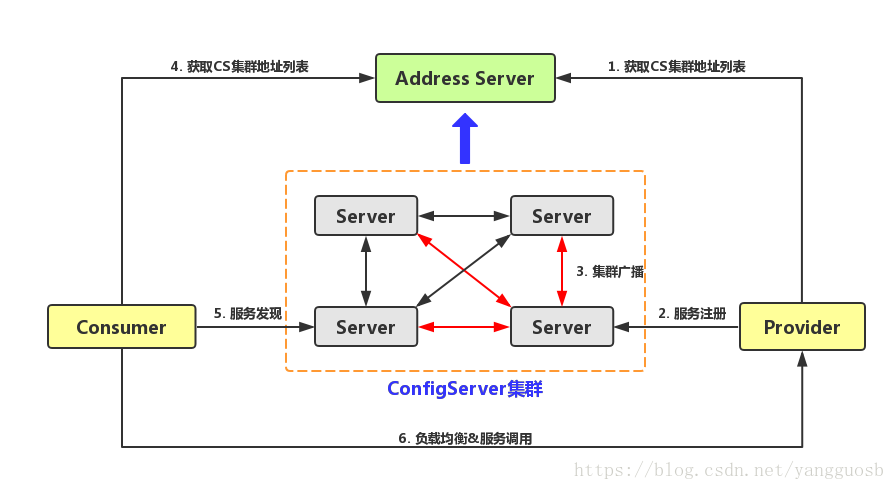 4. 获取CS集群地址列表
1. 获取CS集群地址列表
Address Server
Server
Server
3. 集群广播
5. 服务发现
2. 服务注册
Consumer
Server
Server
Provider
ConfigServer集群
6. 负载均衡&服务调用
https://blog.csdn.net/yangguosb